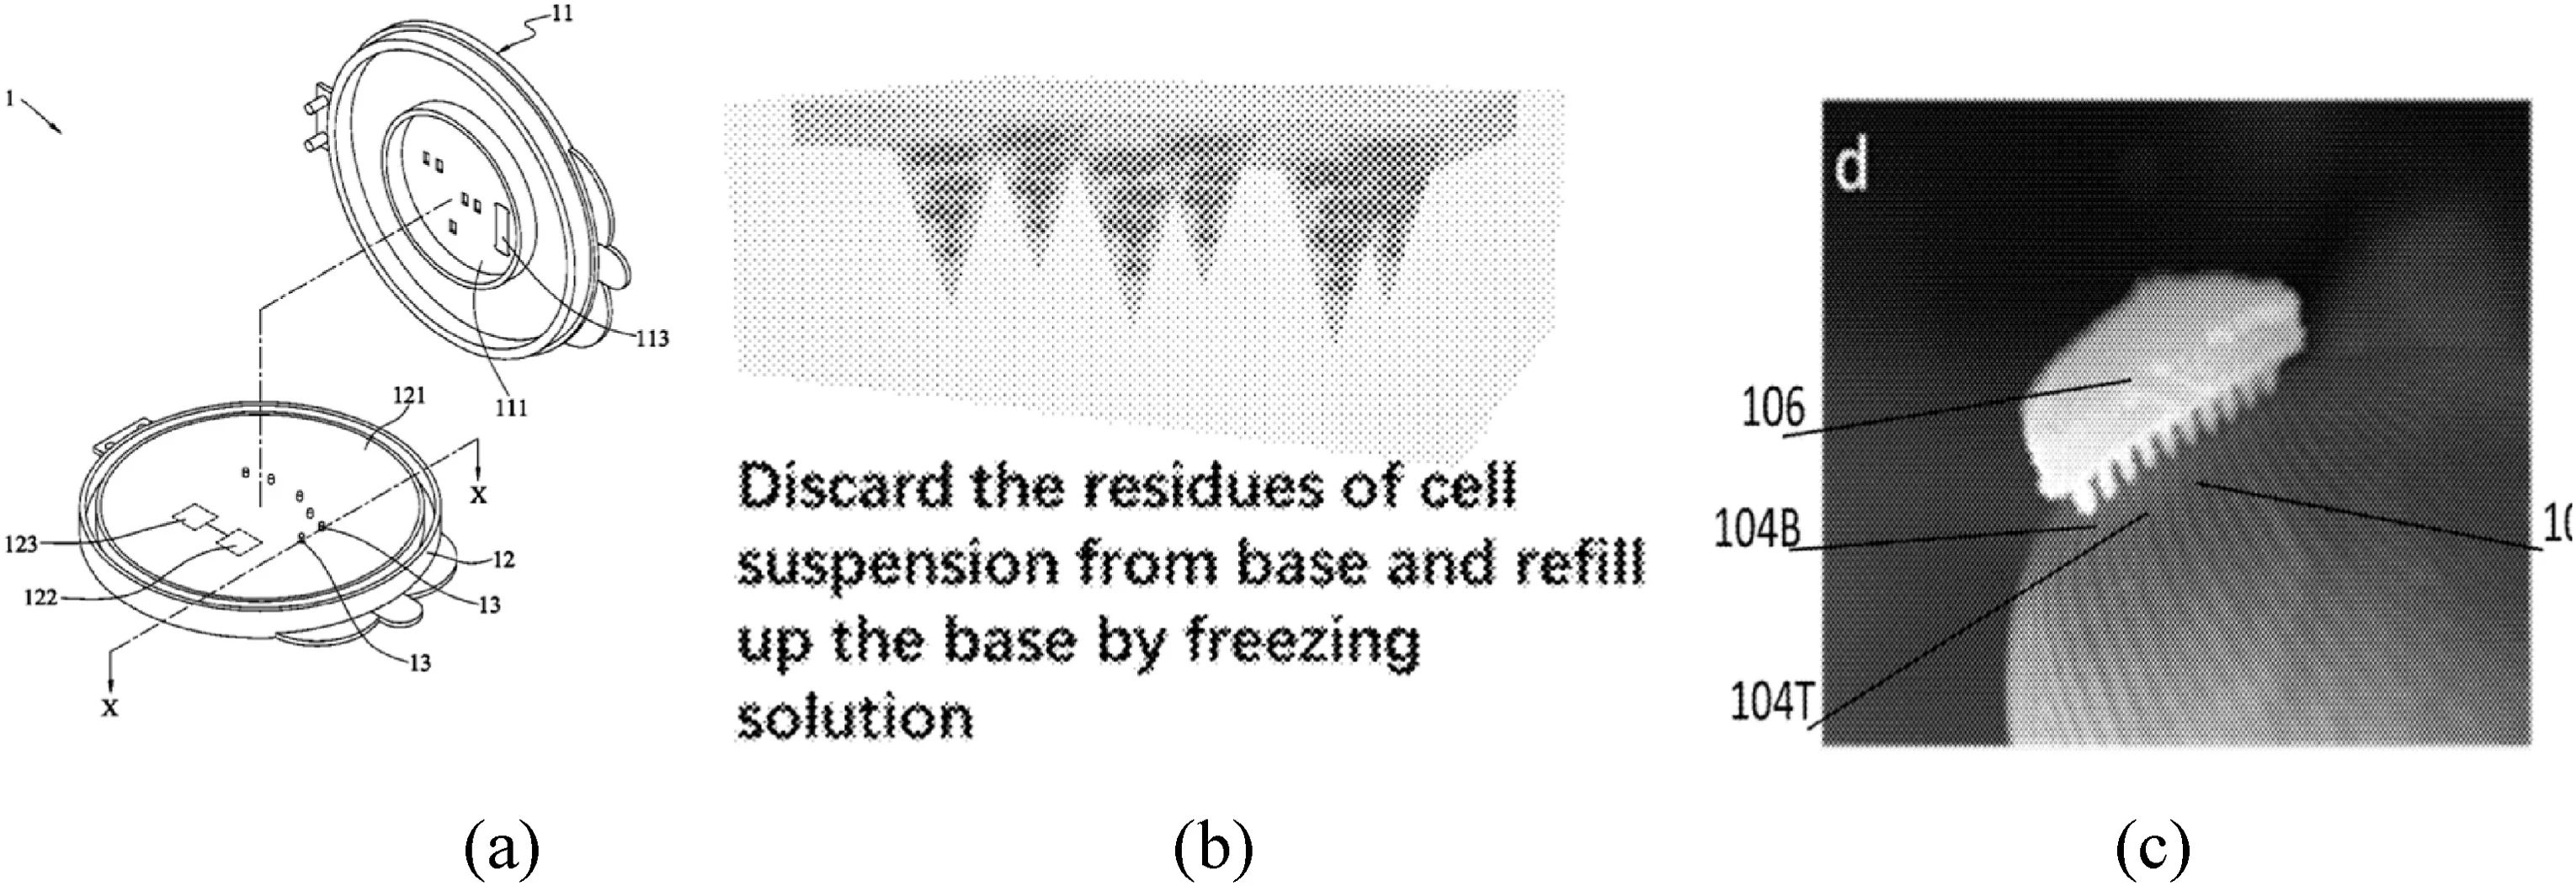 11
1
113
111
121
X
123
12
122
13
13
X
Discard the residues of cell
suspension from base and refill
up the base by freezing
solution
d
106
104B
10
104T
(a)
(b)
(c)